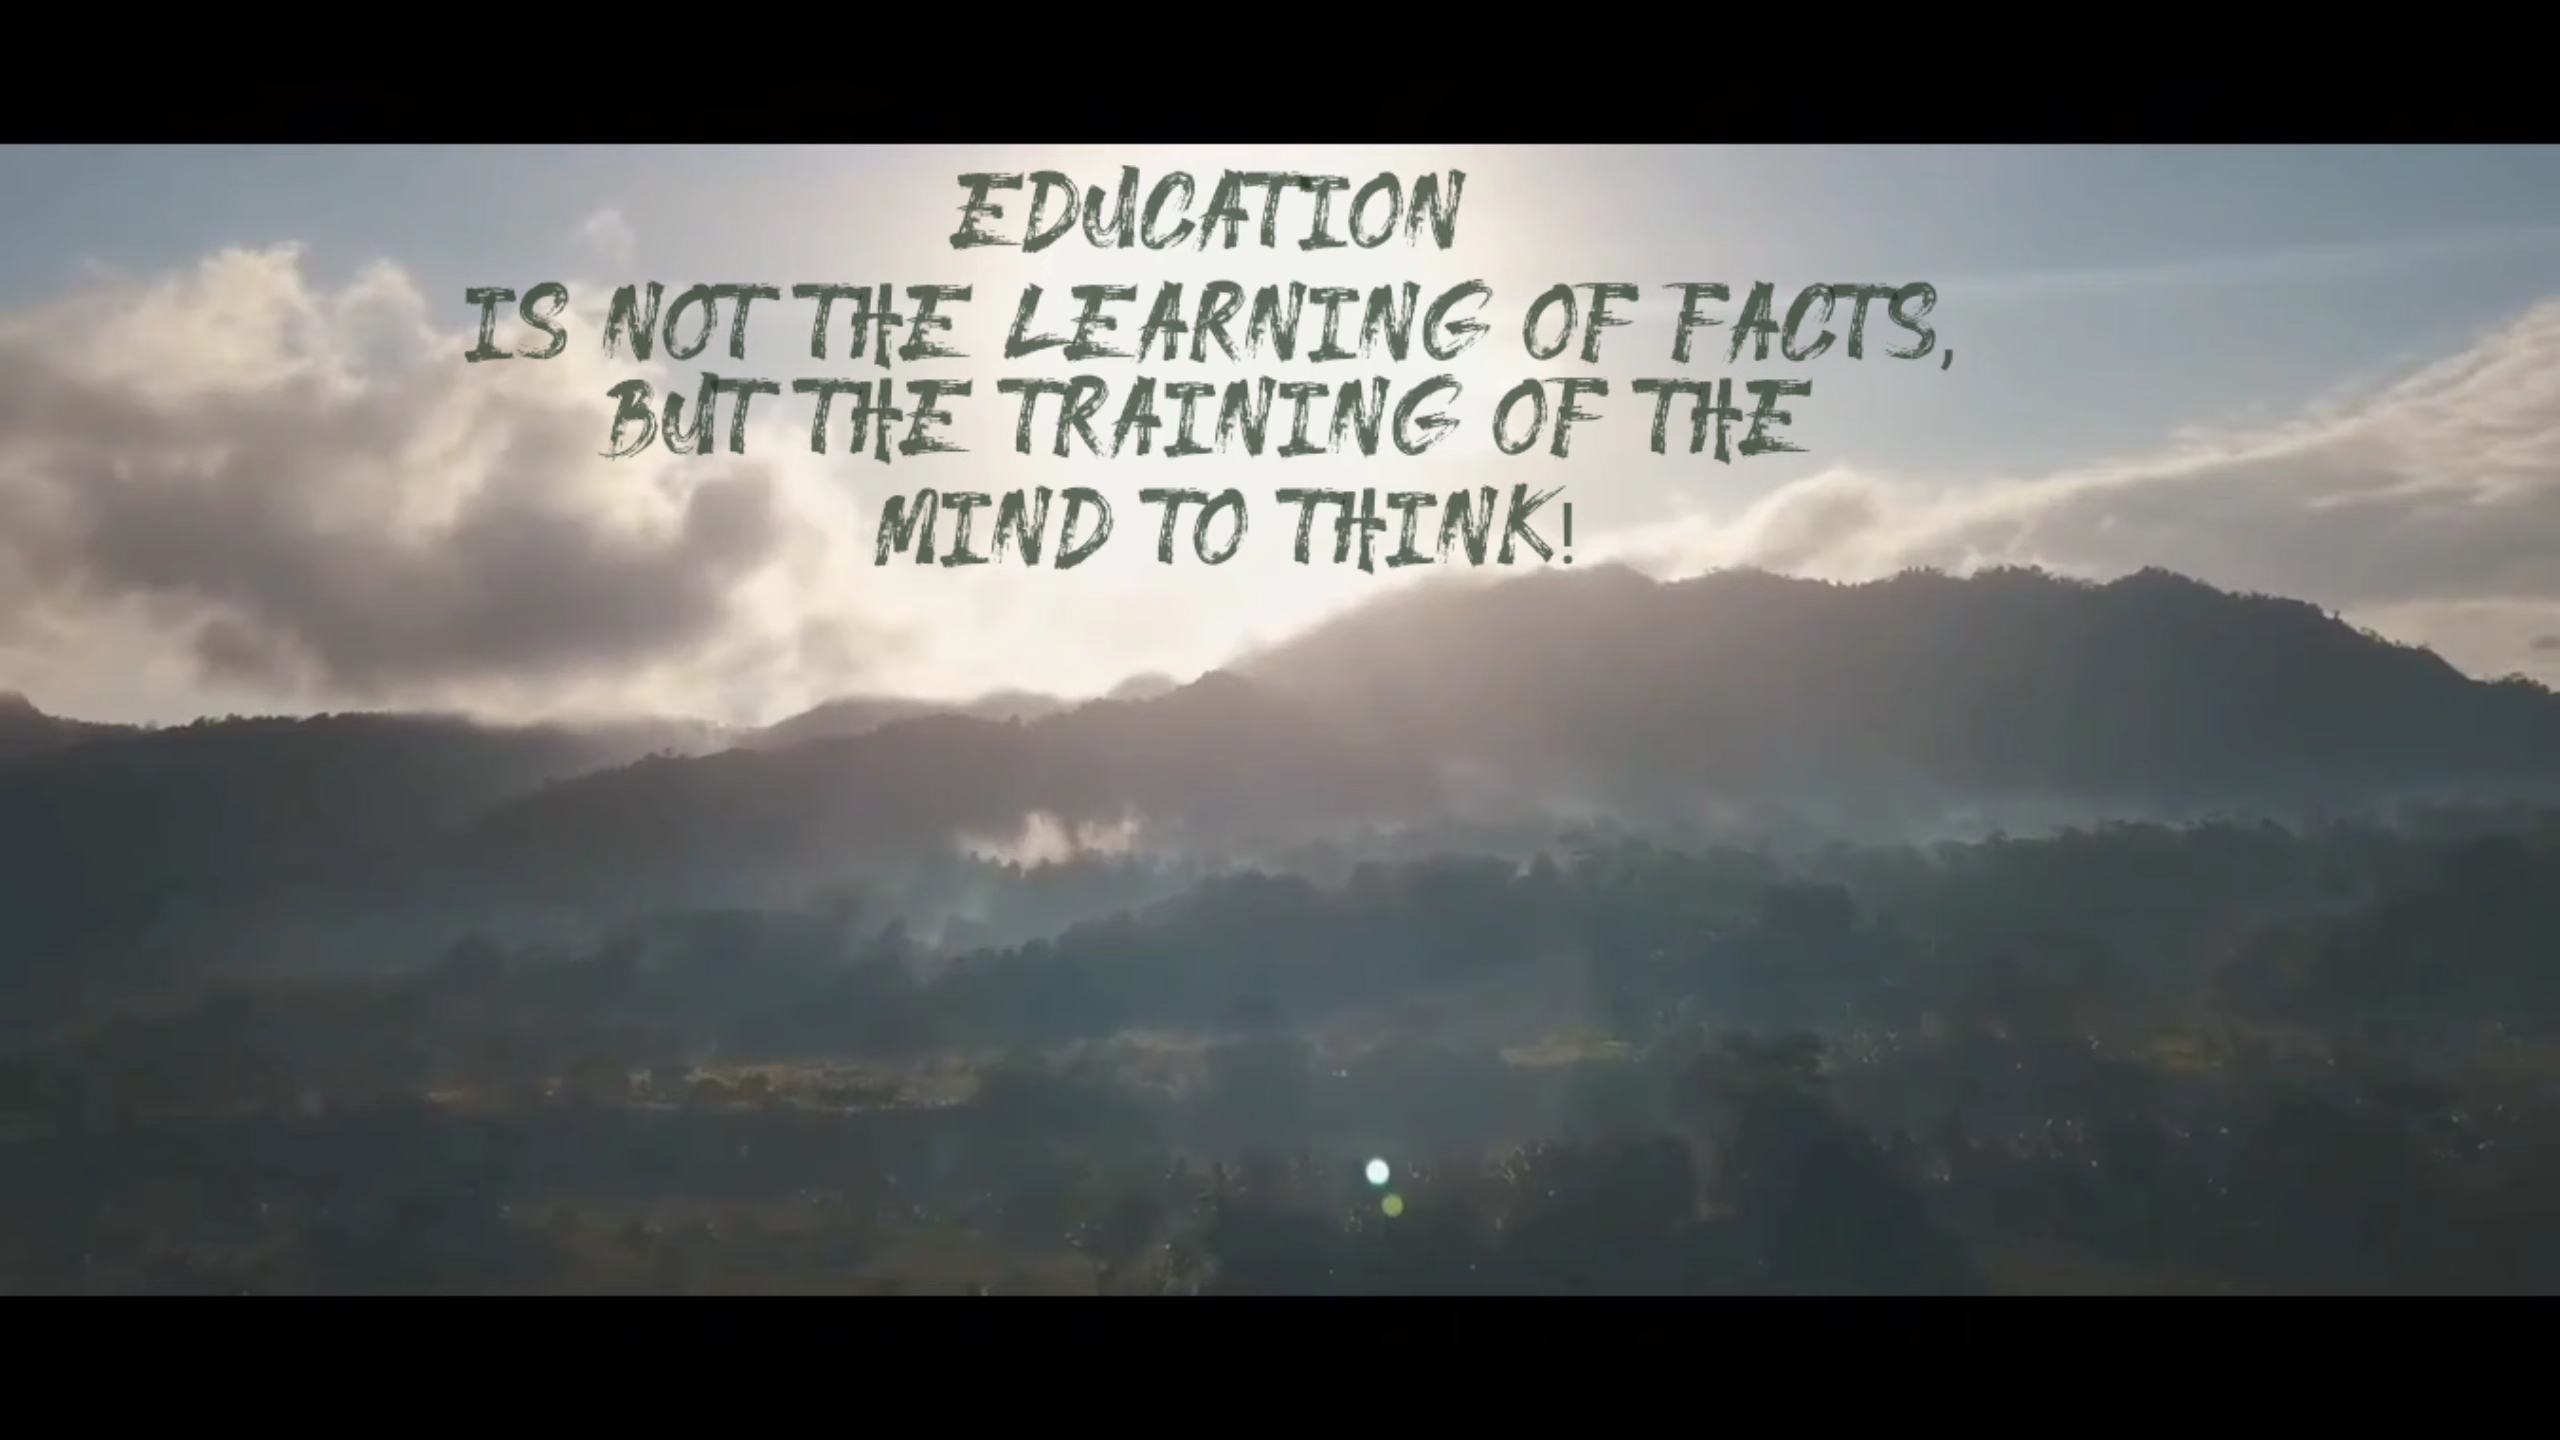 EDUCATION
IS NOT THE LEARNING OF FACTS,
BUT THE TRAINING OF THE
MIND TO THINK!